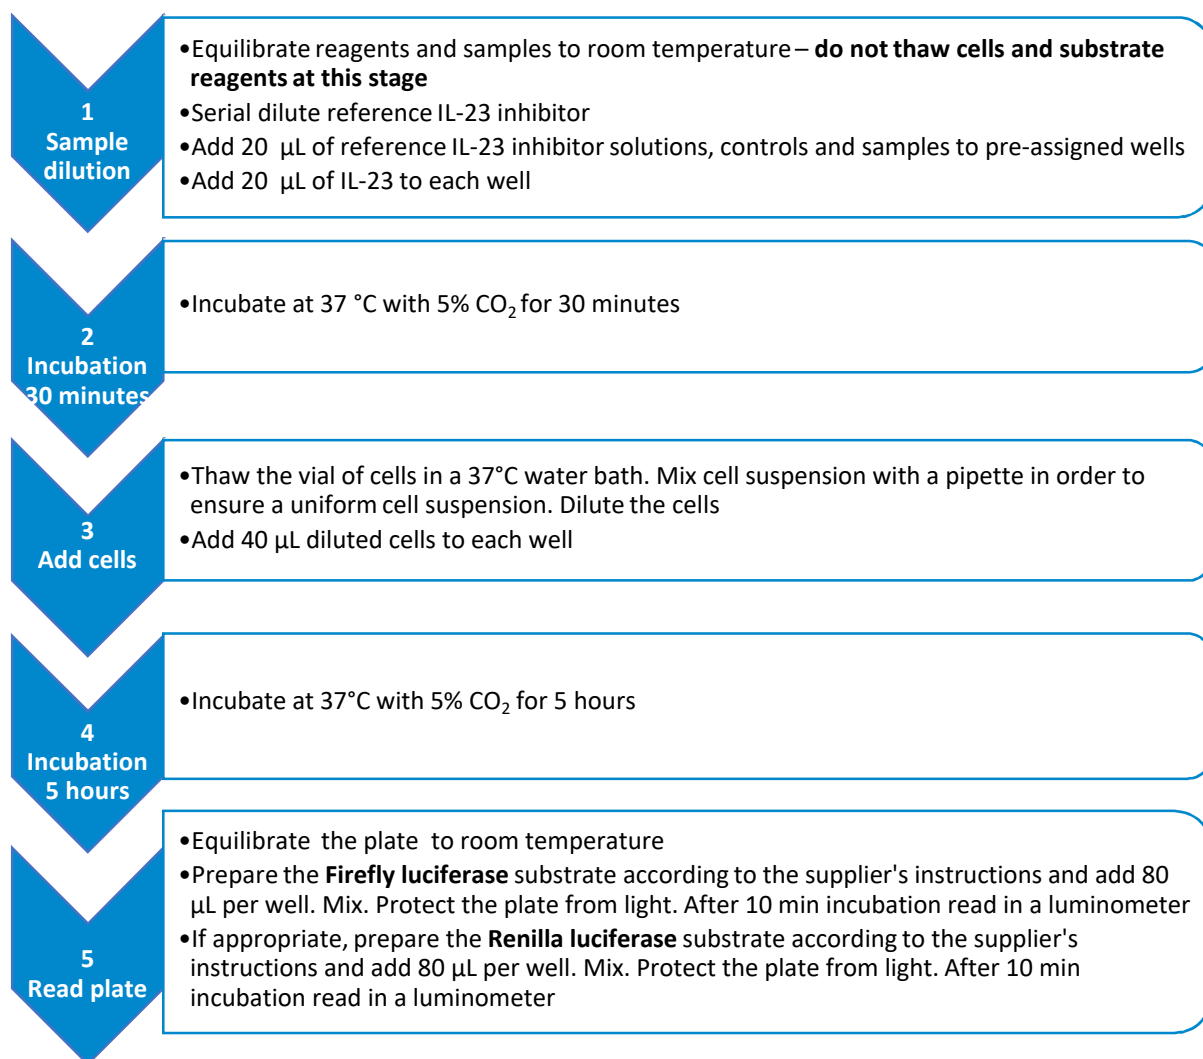 1
Sample
dilution
•Equilibrate reagents and samples to room temperature – do not thaw cells and substrate
reagents at this stage
•Serial dilute reference IL-23 inhibitor
•Add 20 µL of reference IL-23 inhibitor solutions, controls and samples to pre-assigned wells
•Add 20 µL of IL-23 to each well
2
Incubation
30 minutes
•Incubate at 37 °C with 5% CO₂ for 30 minutes
3
Add cells
•Thaw the vial of cells in a 37°C water bath. Mix cell suspension with a pipette in order to
ensure a uniform cell suspension. Dilute the cells
•Add 40 µL diluted cells to each well
4
Incubation
5 hours
•Incubate at 37°C with 5% CO₂ for 5 hours
5
Read plate
•Equilibrate the plate to room temperature
•Prepare the Firefly luciferase substrate according to the supplier's instructions and add 80
µL per well. Mix. Protect the plate from light. After 10 min incubation read in a luminometer
•If appropriate, prepare the Renilla luciferase substrate according to the supplier's
instructions and add 80 µL per well. Mix. Protect the plate from light. After 10 min
incubation read in a luminometer